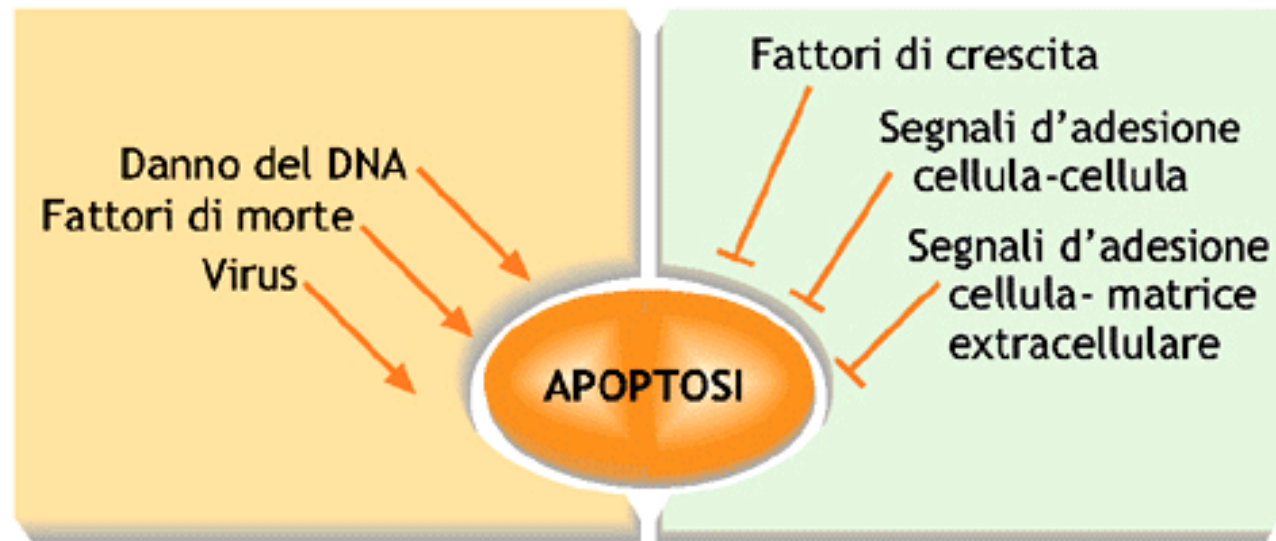 Danno del DNA
Fattori di morte
Virus
Fattori di crescita
Segnali d'adesione
cellula-cellula
Segnali d'adesione
cellula- matrice
extracellulare
APOPTOSI